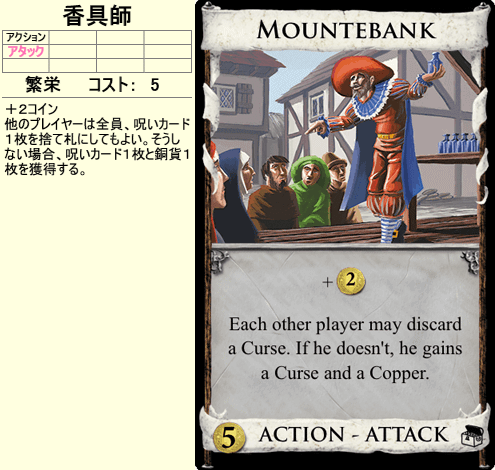 香具師
アクション
アタック
繁栄 コスト: 5
+2コイン
他のプレイヤーは全員、呪いカード
1枚を捨て札にしてもよい。そうし
ない場合、呪いカード1枚と銅貨1
枚を獲得する。
MOUNTEBANK
+ 2
Each other player may discard
a Curse. If he doesn't, he gains
a Curse and a Copper.
5 ACTION - ATTACK